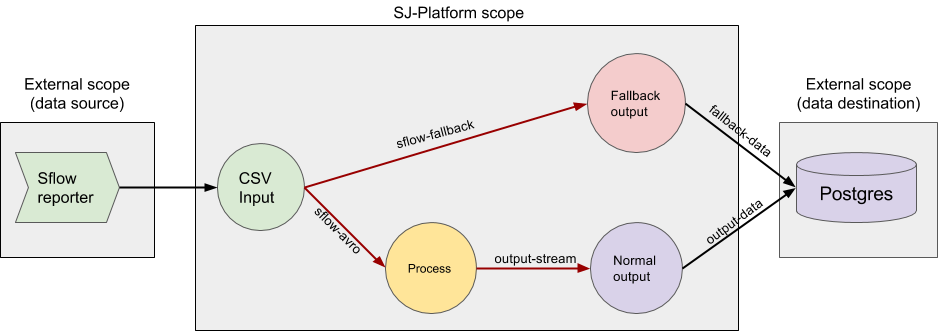 SJ-Platform scope
External scope
(data source)
External scope
(data destination)
Sflow
reporter
CSV
Input
sflow-fallback
sflow-avro
Fallback
output
Process
output-stream
Normal
output
fallback-data
output-data
Postgres